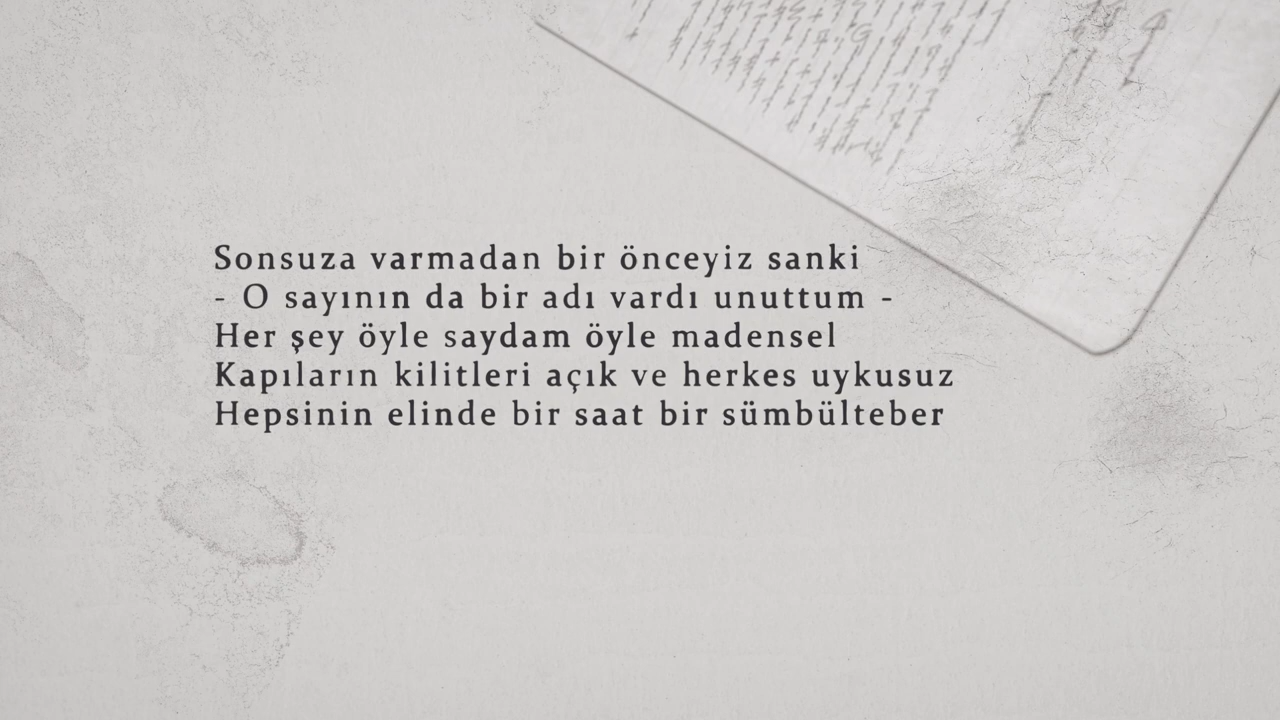 Sonsuza varmadan bir önceyiz sanki
- O sayının da bir adı vardı unuttum -
Her şey öyle saydam öyle madensel
Kapıların kilitleri açık ve herkes uykusuz
Hepsinin elinde bir saat bir sümbülteber